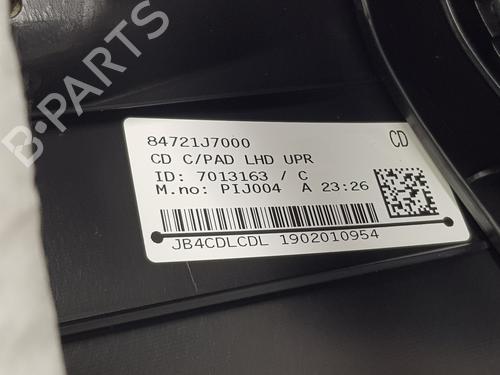 84721J7000
CD
CD C/PAD LHD UPR
ID: 7013163 / C
M.no: PIJ004 A 23:26
JB4CDLCDL 1902010954
B-PARTS